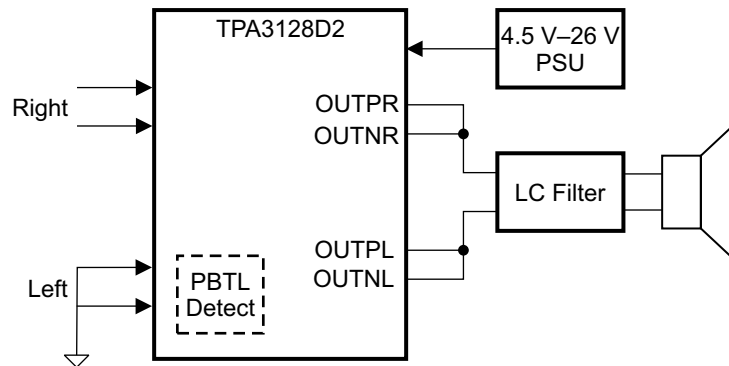 TPA3128D2
4.5 V–26 V
PSU
Right
OUTPR
OUTNR
LC Filter
OUTPL
OUTNL
Left
PBTL
Detect